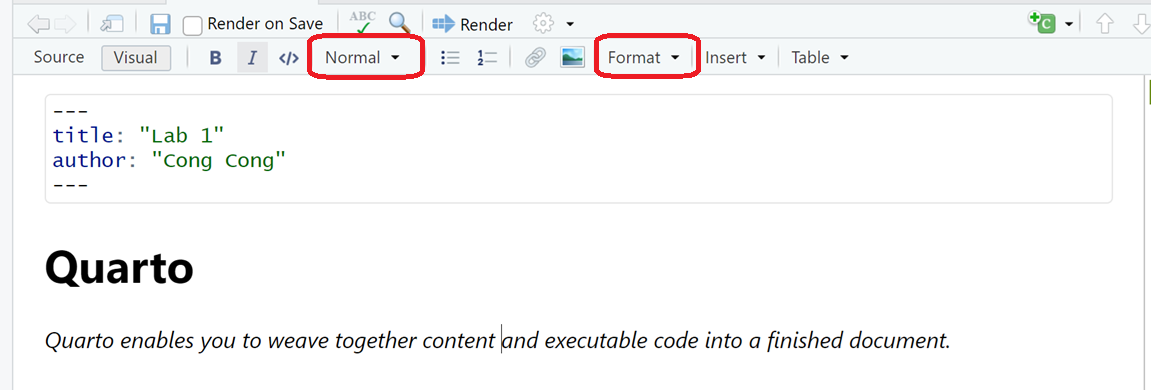 Render on Save ABC Render C
Source Visual B I </> Normal Format Insert Table
---
title: "Lab 1"
author: "Cong Cong"
---
Quarto
Quarto enables you to weave together content and executable code into a finished document.